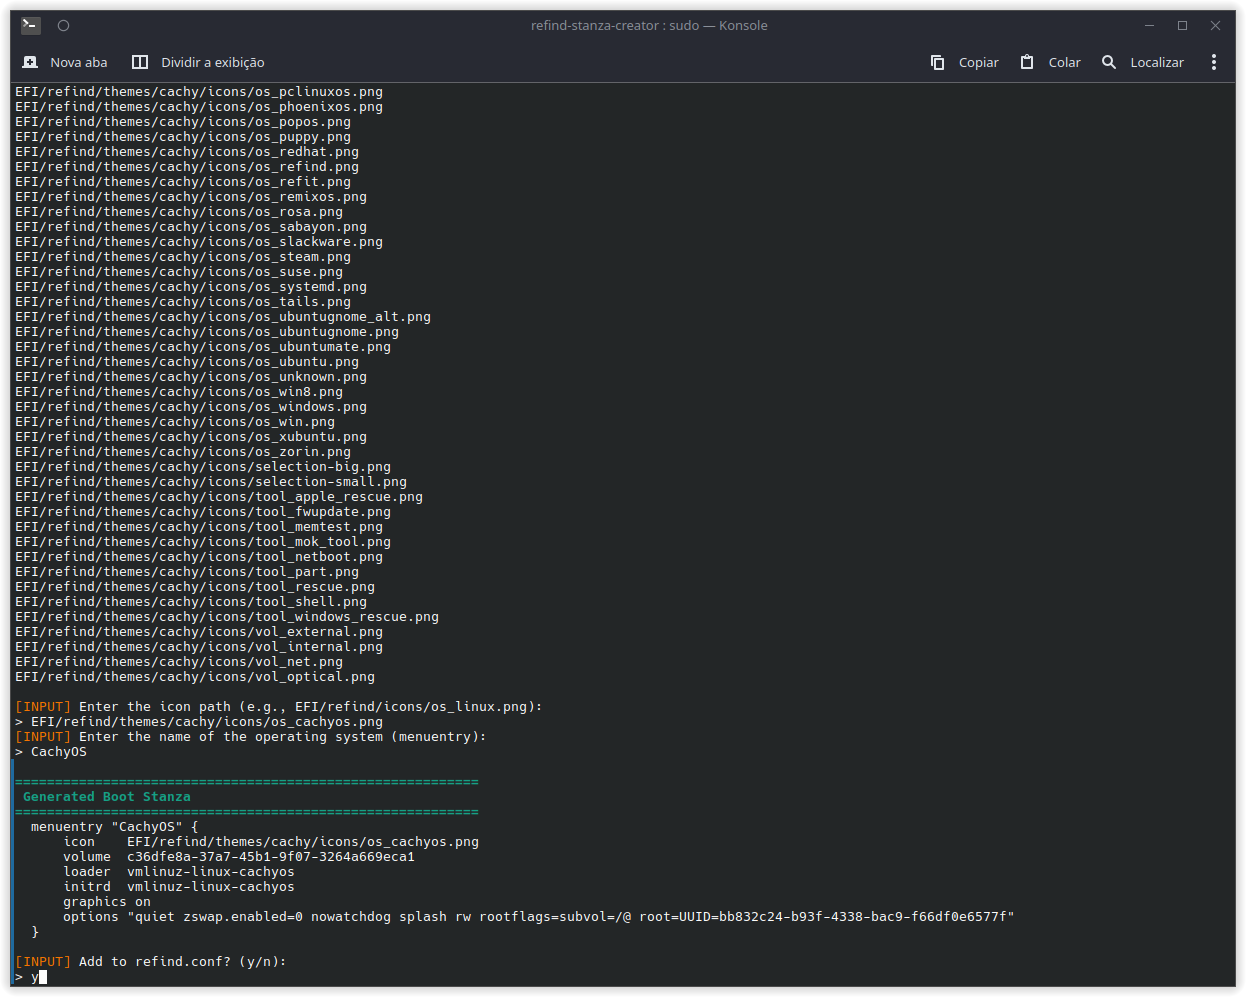 refind-stanza-creator : sudo — Konsole
Nova aba
Dividir a exibição
Copiar
Colar
Localizar
EFI/refind/themes/cachy/icons/os_pclinuxos.png
EFI/refind/themes/cachy/icons/os_phoenixos.png
EFI/refind/themes/cachy/icons/os_popos.png
EFI/refind/themes/cachy/icons/os_puppy.png
EFI/refind/themes/cachy/icons/os_redhat.png
EFI/refind/themes/cachy/icons/os_refind.png
EFI/refind/themes/cachy/icons/os_refit.png
EFI/refind/themes/cachy/icons/os_remixos.png
EFI/refind/themes/cachy/icons/os_rosa.png
EFI/refind/themes/cachy/icons/os_sabayon.png
EFI/refind/themes/cachy/icons/os_slackware.png
EFI/refind/themes/cachy/icons/os_steam.png
EFI/refind/themes/cachy/icons/os_suse.png
EFI/refind/themes/cachy/icons/os_systemd.png
EFI/refind/themes/cachy/icons/os_tails.png
EFI/refind/themes/cachy/icons/os_ubuntugnome_alt.png
EFI/refind/themes/cachy/icons/os_ubuntugnome.png
EFI/refind/themes/cachy/icons/os_ubuntumate.png
EFI/refind/themes/cachy/icons/os_ubuntu.png
EFI/refind/themes/cachy/icons/os_unknown.png
EFI/refind/themes/cachy/icons/os_win8.png
EFI/refind/themes/cachy/icons/os_windows.png
EFI/refind/themes/cachy/icons/os_win.png
EFI/refind/themes/cachy/icons/os_xubuntu.png
EFI/refind/themes/cachy/icons/os_zorin.png
EFI/refind/themes/cachy/icons/selection-big.png
EFI/refind/themes/cachy/icons/selection-small.png
EFI/refind/themes/cachy/icons/tool_apple_rescue.png
EFI/refind/themes/cachy/icons/tool_fwupdate.png
EFI/refind/themes/cachy/icons/tool_memtest.png
EFI/refind/themes/cachy/icons/tool_mok_tool.png
EFI/refind/themes/cachy/icons/tool_netboot.png
EFI/refind/themes/cachy/icons/tool_part.png
EFI/refind/themes/cachy/icons/tool_rescue.png
EFI/refind/themes/cachy/icons/tool_shell.png
EFI/refind/themes/cachy/icons/tool_windows_rescue.png
EFI/refind/themes/cachy/icons/vol_external.png
EFI/refind/themes/cachy/icons/vol_internal.png
EFI/refind/themes/cachy/icons/vol_net.png
EFI/refind/themes/cachy/icons/vol_optical.png
[INPUT] Enter the icon path (e.g., EFI/refind/icons/os_linux.png):
> EFI/refind/themes/cachy/icons/os_cachyos.png
[INPUT] Enter the name of the operating system (menuentry):
> CachyOS
==========================================================
Generated Boot Stanza
==========================================================
menuentry "CachyOS" {
icon    EFI/refind/themes/cachy/icons/os_cachyos.png
volume  c36dfe8a-37a7-45b1-9f07-3264a669eca1
loader  vmlinuz-linux-cachyos
initrd  vmlinuz-linux-cachyos
graphics on
options "quiet zswap.enabled=0 nowatchdog splash rw rootflags=subvol=/@ root=UUID=bb832c24-b93f-4338-bac9-f66df0e6577f"
}
[INPUT] Add to refind.conf? (y/n):
> y